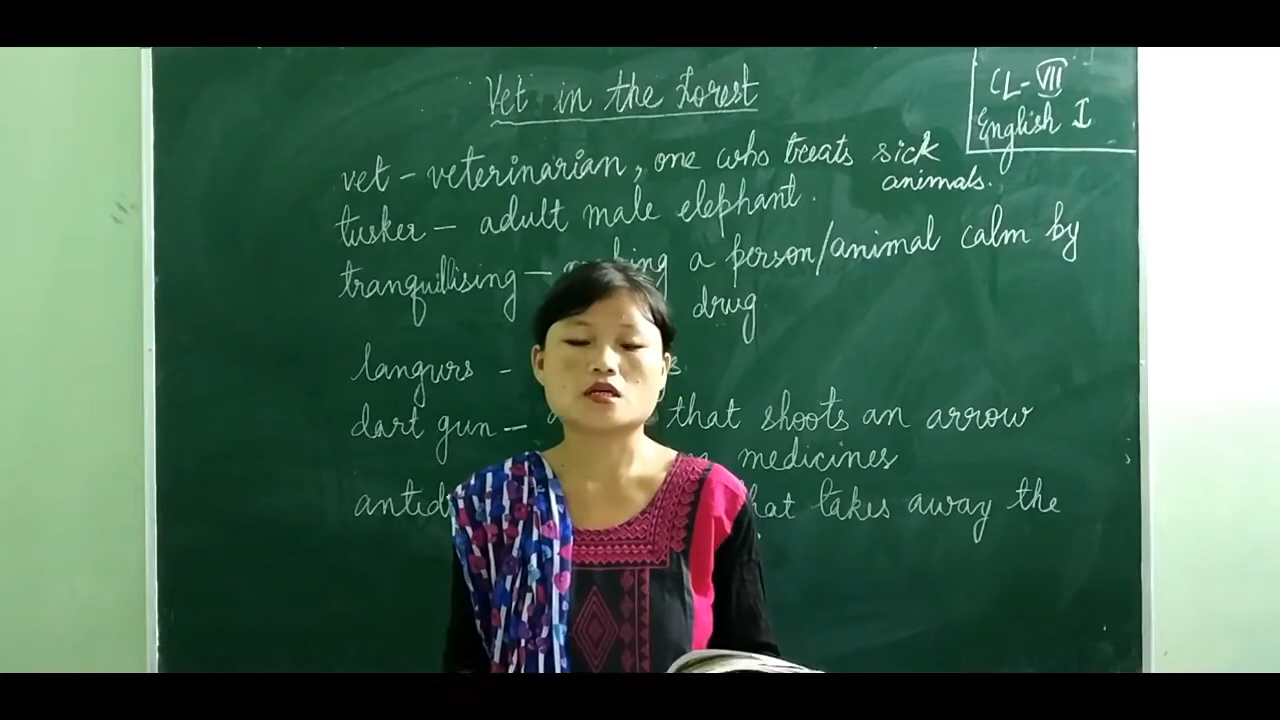 Vet in the Forest
CL-VII
English I
vet - veterinarian, one who treats sick
animals.
tusker - adult male elephant.
tranquillising - making a person/animal calm by
drug
langurs -
dart gun - that shoots an arrow
medicines
takes away the